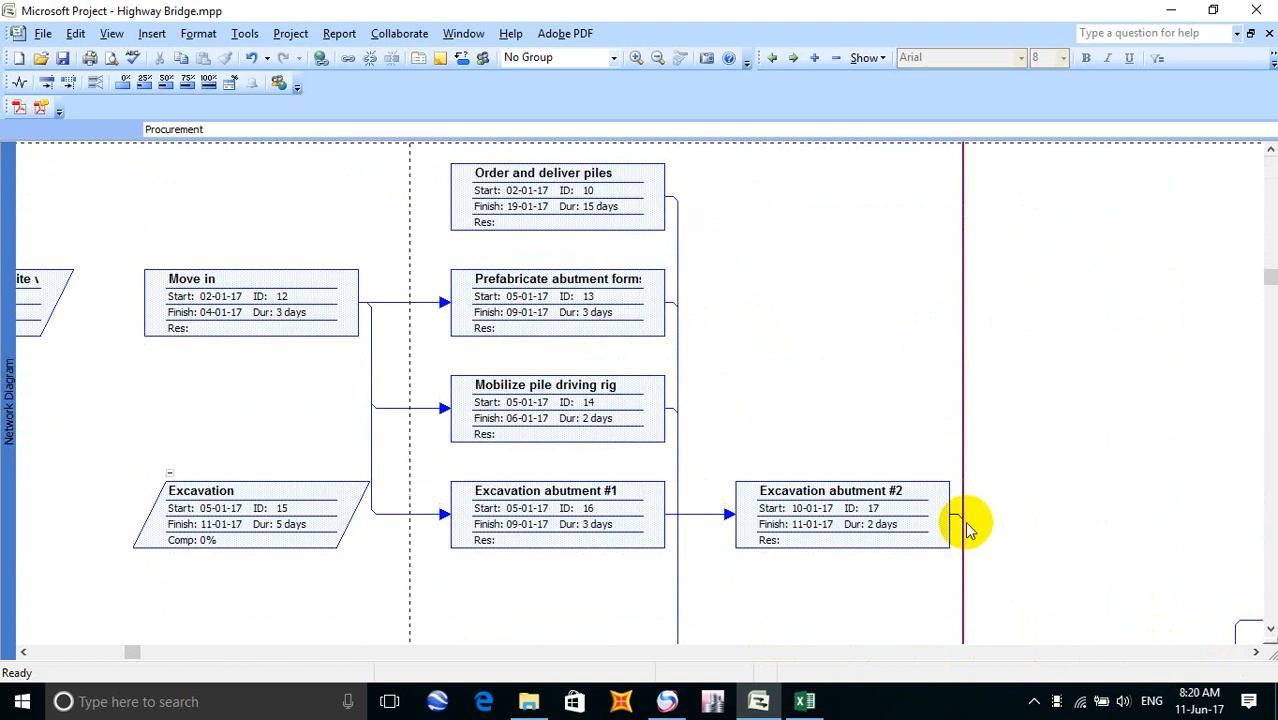 Microsoft Project - Highway Bridge.mpp
File Edit View Insert Format Tools Project Report Collaborate Window Help Adobe PDF
Type a question for help
No Group
Show
Arial
8
B I U
0% 25% 50% 75% 100%
Procurement
Order and deliver piles
Start: 02-01-17 ID: 10
Finish: 19-01-17 Dur: 15 days
Res:
ite
Move in
Start: 02-01-17 ID: 12
Finish: 04-01-17 Dur: 3 days
Res:
Prefabricate abutment forms
Start: 05-01-17 ID: 13
Finish: 09-01-17 Dur: 3 days
Res:
Mobilize pile driving rig
Start: 05-01-17 ID: 14
Finish: 06-01-17 Dur: 2 days
Res:
Excavation
Start: 05-01-17 ID: 15
Finish: 11-01-17 Dur: 5 days
Comp: 0%
Excavation abutment #1
Start: 05-01-17 ID: 16
Finish: 09-01-17 Dur: 3 days
Res:
Excavation abutment #2
Start: 10-01-17 ID: 17
Finish: 11-01-17 Dur: 2 days
Res:
Network Diagram
Ready
Type here to search
ENG
8:20 AM
11-Jun-17